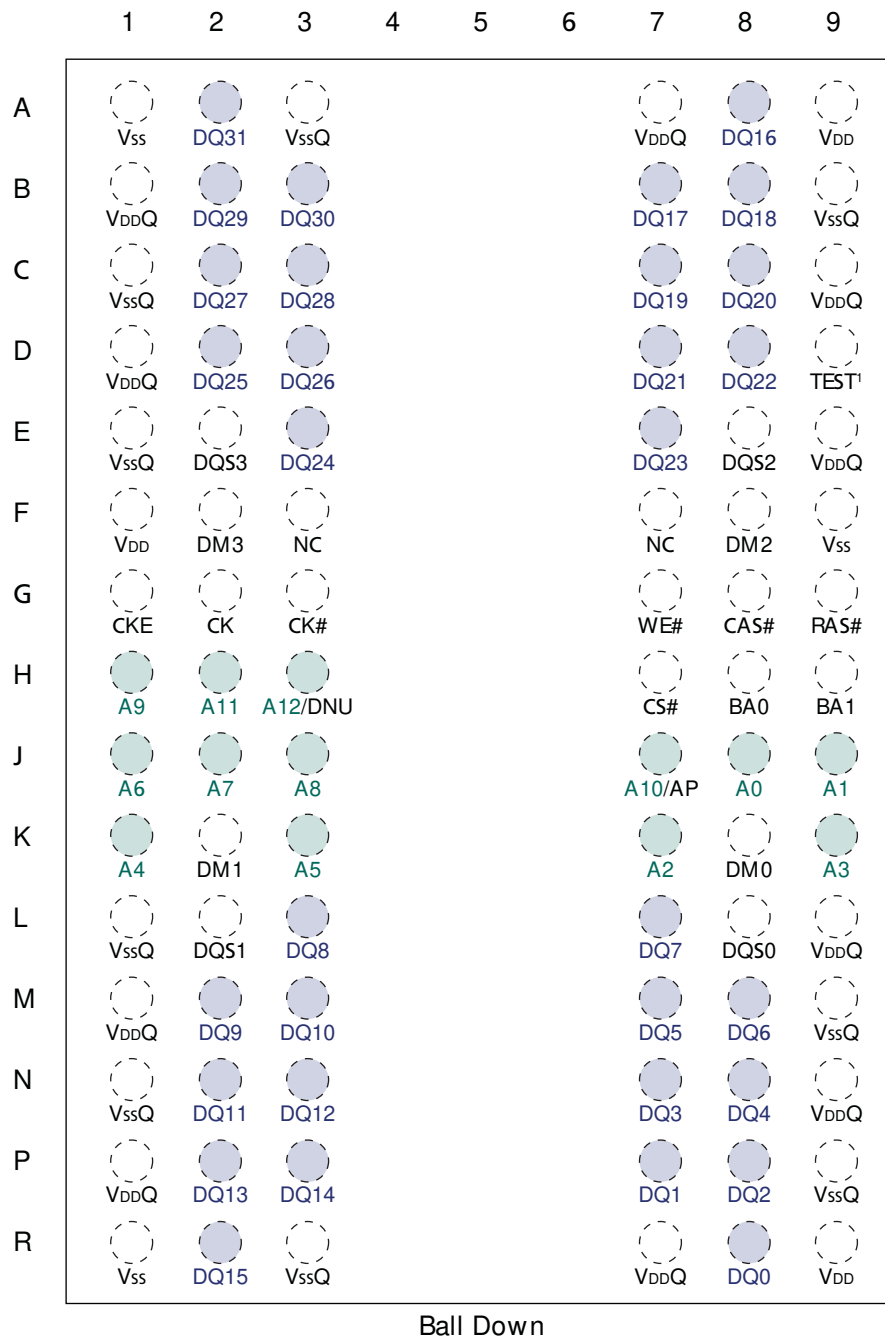 1 2 3 4 5 6 7 8 9
A
Vss DQ31 VssQ VDDQ DQ16 VDD
B
VDDQ DQ29 DQ30 DQ17 DQ18 VssQ
C
VssQ DQ27 DQ28 DQ19 DQ20 VDDQ
D
VDDQ DQ25 DQ26 DQ21 DQ22 TEST¹
E
VssQ DQS3 DQ24 DQ23 DQS2 VDDQ
F
VDD DM3 NC NC DM2 Vss
G
CKE CK CK# WE# CAS# RAS#
H
A9 A11 A12/DNU CS# BA0 BA1
J
A6 A7 A8 A10/AP A0 A1
K
A4 DM1 A5 A2 DM0 A3
L
VssQ DQS1 DQ8 DQ7 DQS0 VDDQ
M
VDDQ DQ9 DQ10 DQ5 DQ6 VssQ
N
VssQ DQ11 DQ12 DQ3 DQ4 VDDQ
P
VDDQ DQ13 DQ14 DQ1 DQ2 VssQ
R
Vss DQ15 VssQ VDDQ DQ0 VDD
Ball Down